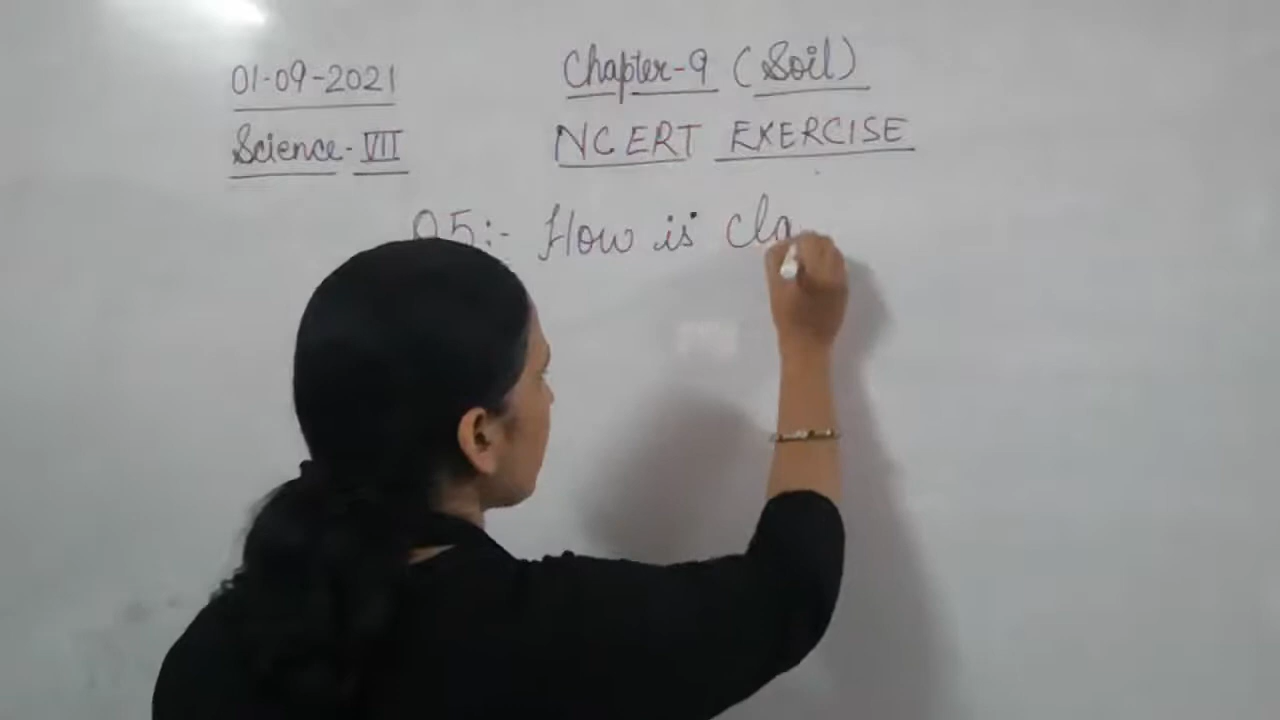 01-09-2021 Chapter-9 (Soil)
Science-VII NCERT EXERCISE
Q5:- How is cla